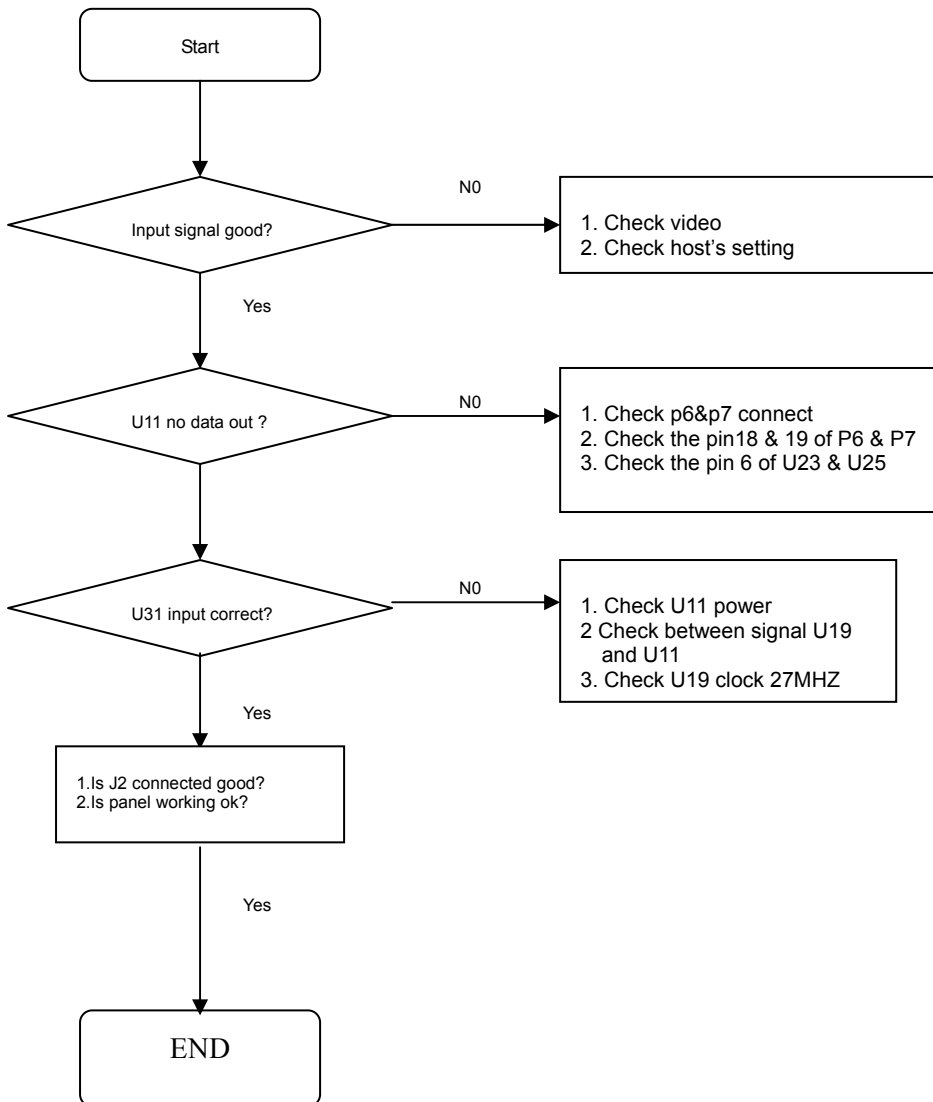 Start
Input signal good?
N0
1. Check video
2. Check host's setting
Yes
U11 no data out ?
N0
1. Check p6&p7 connect
2. Check the pin18 & 19 of P6 & P7
3. Check the pin 6 of U23 & U25
U31 input correct?
N0
1. Check U11 power
2 Check between signal U19
and U11
3. Check U19 clock 27MHZ
Yes
1.Is J2 connected good?
2.Is panel working ok?
Yes
END